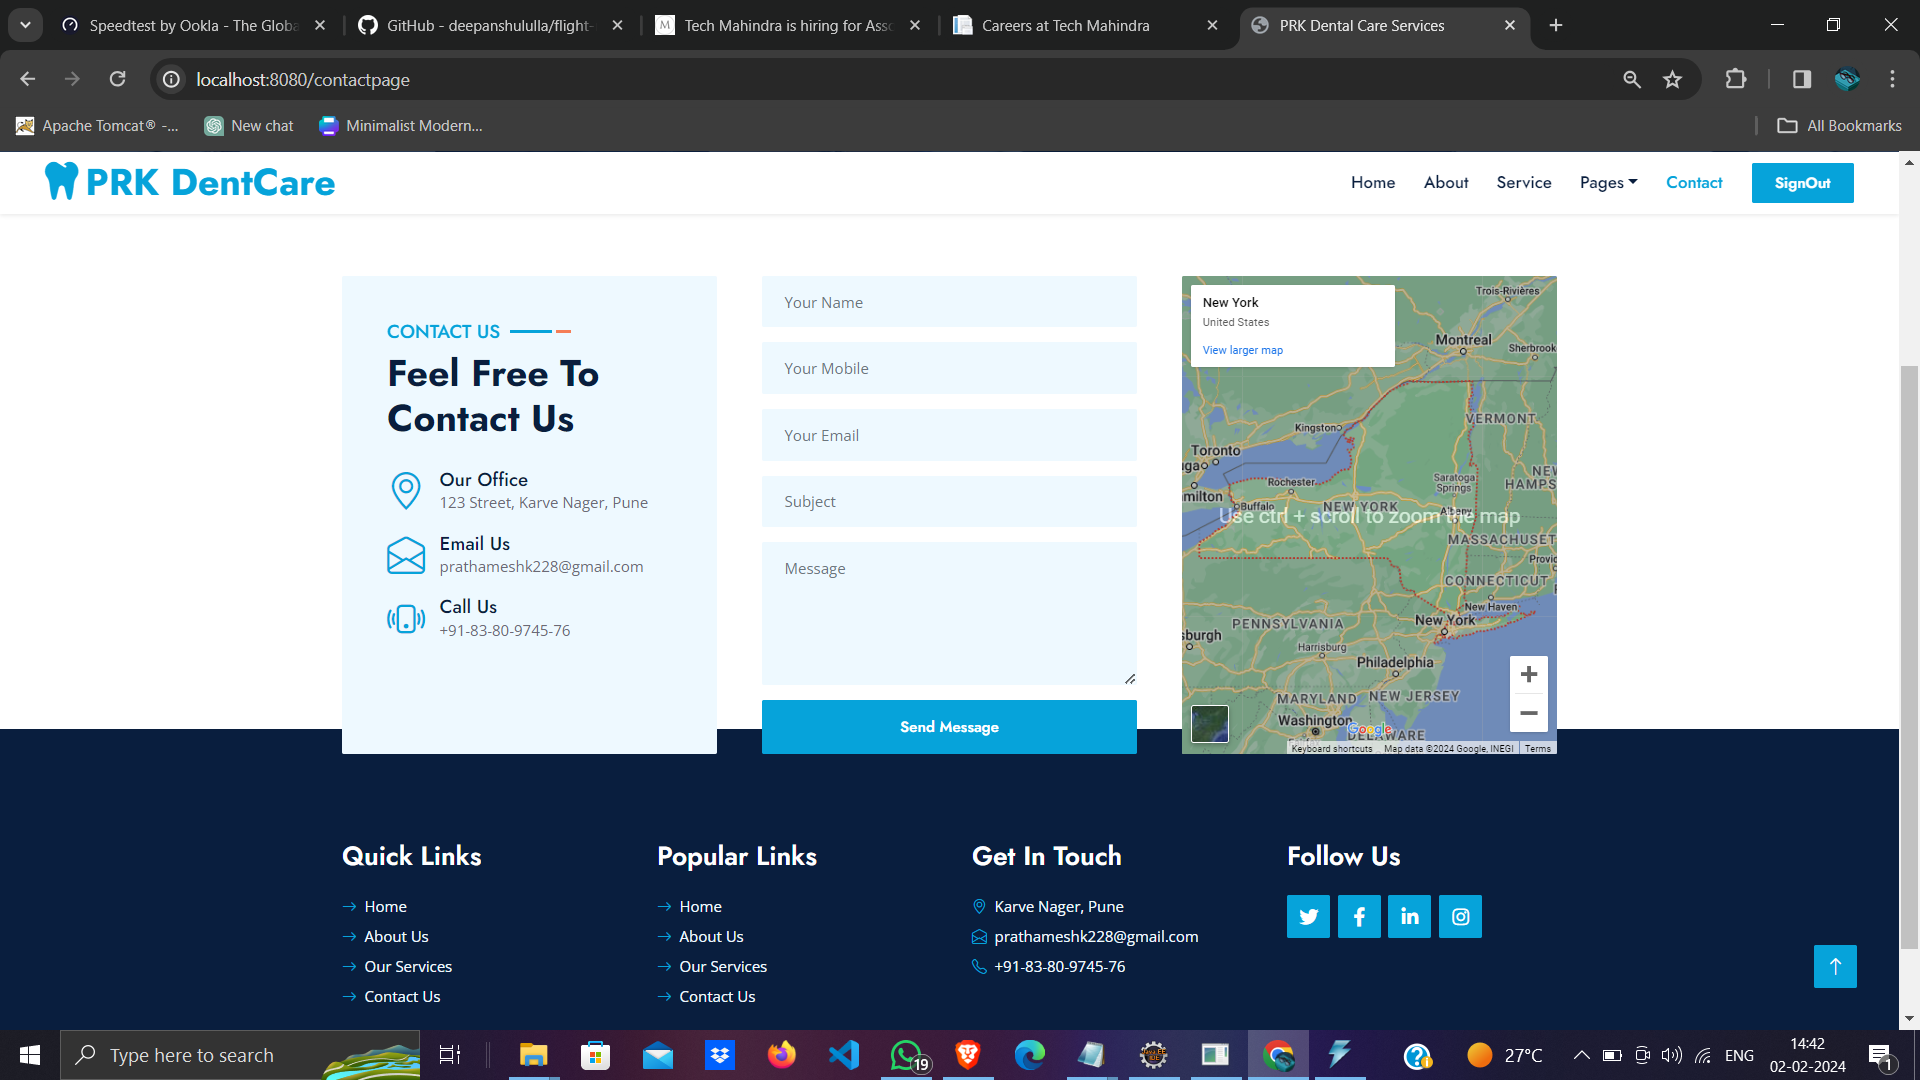 Speedtest by Ookla - The Globa
GitHub - deepanshululla/flight-
Tech Mahindra is hiring for Asso
Careers at Tech Mahindra
PRK Dental Care Services
localhost:8080/contactpage
Apache Tomcat® -...
New chat
Minimalist Modern...
All Bookmarks
PRK DentCare
Home
About
Service
Pages
Contact
SignOut
CONTACT US
Feel Free To
Contact Us
Our Office
123 Street, Karve Nager, Pune
Email Us
prathameshk228@gmail.com
Call Us
+91-83-80-9745-76
Your Name
Your Mobile
Your Email
Subject
Message
Send Message
New York
United States
View larger map
Trois-Rivières
Montreal
Sherbrook
VERMONT
Kingston
Toronto
uga
NEW
HAMPS
Saratoga
Springs
Rochester
milton
Buffalo
NEW YORK
Albany
Use ctrl + scroll to zoom the map
MASSACHUSET
Provic
CONNECTICUT
New Haven
New York
PENNSYLVANIA
sburgh
Harrisburg
Philadelphia
MARYLAND
NEW JERSEY
Washington
Google
DELAWARE
Keyboard shortcuts
Map data ©2024 Google, INEGI
Terms
Quick Links
Home
About Us
Our Services
Contact Us
Popular Links
Home
About Us
Our Services
Contact Us
Get In Touch
Karve Nager, Pune
prathameshk228@gmail.com
+91-83-80-9745-76
Follow Us
Type here to search
19
27°C
ENG
14:42
02-02-2024
1